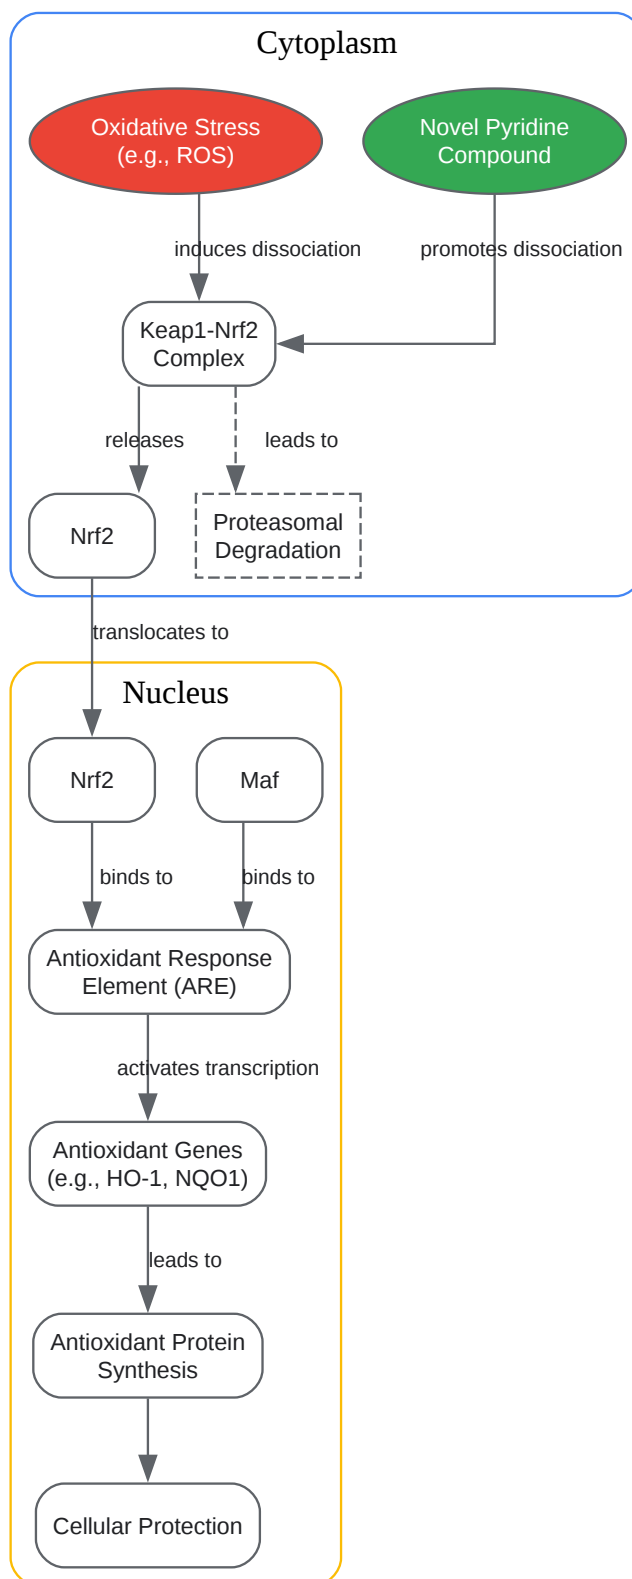 Cytoplasm
Oxidative Stress
(e.g., ROS)
Novel Pyridine
Compound
induces dissociation
promotes dissociation
Keap1-Nrf2
Complex
releases
leads to
Nrf2
Proteasomal
Degradation
translocates to
Nucleus
Nrf2
Maf
binds to
binds to
Antioxidant Response
Element (ARE)
activates transcription
Antioxidant Genes
(e.g., HO-1, NQO1)
leads to
Antioxidant Protein
Synthesis
Cellular Protection